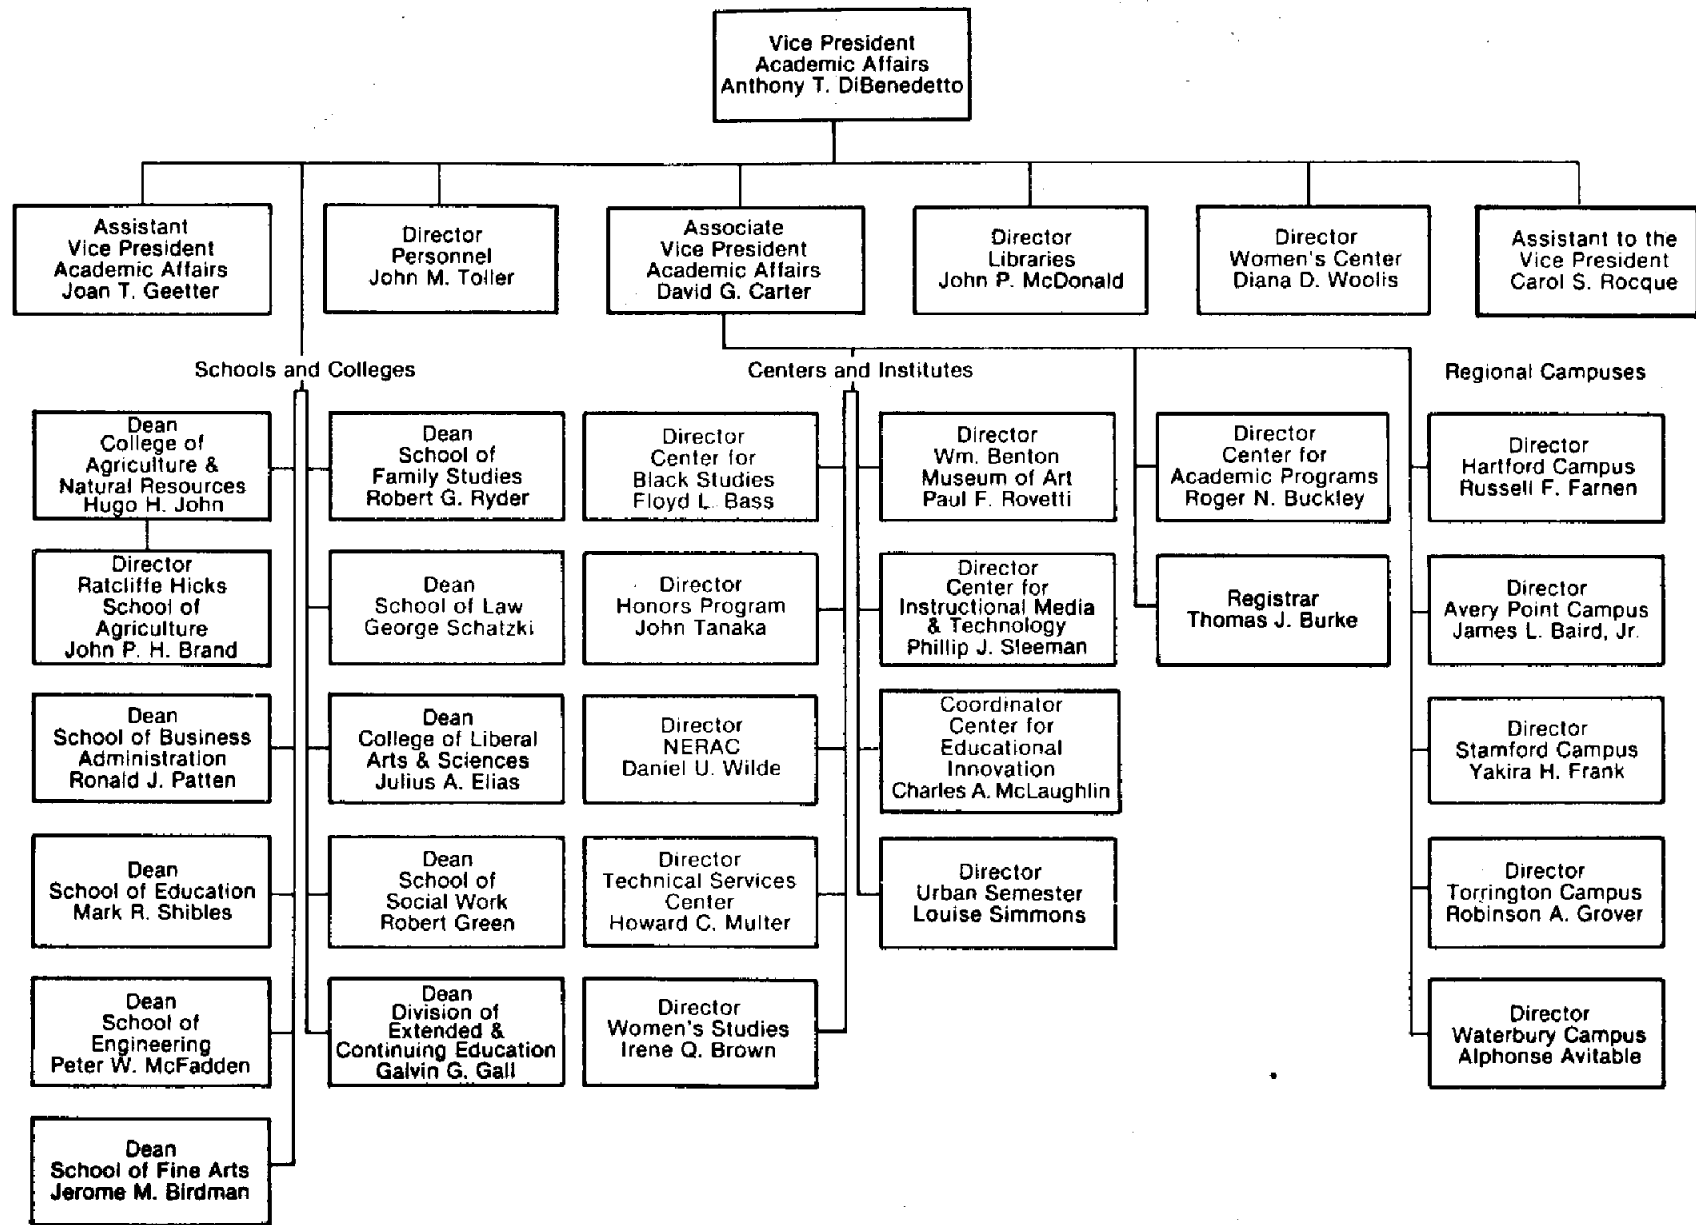 Vice President
Academic Affairs
Anthony T. DiBenedetto
Assistant
Vice President
Academic Affairs
Joan T. Geetter
Director
Personnel
John M. Toller
Associate
Vice President
Academic Affairs
David G. Carter
Director
Libraries
John P. McDonald
Director
Women's Center
Diana D. Woolis
Assistant to the
Vice President
Carol S. Rocque
Schools and Colleges
Dean
College of
Agriculture &
Natural Resources
Hugo H. John
Director
Ratcliffe Hicks
School of
Agriculture
John P. H. Brand
Dean
School of Business
Administration
Ronald J. Patten
Dean
School of Education
Mark R. Shibles
Dean
School of
Engineering
Peter W. McFadden
Dean
School of Fine Arts
Jerome M. Birdman
Dean
School of
Family Studies
Robert G. Ryder
Dean
School of Law
George Schatzki
Dean
College of Liberal
Arts & Sciences
Julius A. Elias
Dean
School of
Social Work
Robert Green
Dean
Division of
Extended &
Continuing Education
Galvin G. Gall
Centers and Institutes
Director
Center for
Black Studies
Floyd L. Bass
Director
Honors Program
John Tanaka
Director
NERAC
Daniel U. Wilde
Director
Technical Services
Center
Howard C. Multer
Director
Women's Studies
Irene Q. Brown
Director
Wm. Benton
Museum of Art
Paul F. Rovetti
Director
Center for
Instructional Media
& Technology
Phillip J. Sleeman
Coordinator
Center for
Educational
Innovation
Charles A. McLaughlin
Director
Urban Semester
Louise Simmons
Director
Center for
Academic Programs
Roger N. Buckley
Registrar
Thomas J. Burke
Regional Campuses
Director
Hartford Campus
Russell F. Farnen
Director
Avery Point Campus
James L. Baird, Jr.
Director
Stamford Campus
Yakira H. Frank
Director
Torrington Campus
Robinson A. Grover
Director
Waterbury Campus
Alphonse Avitable